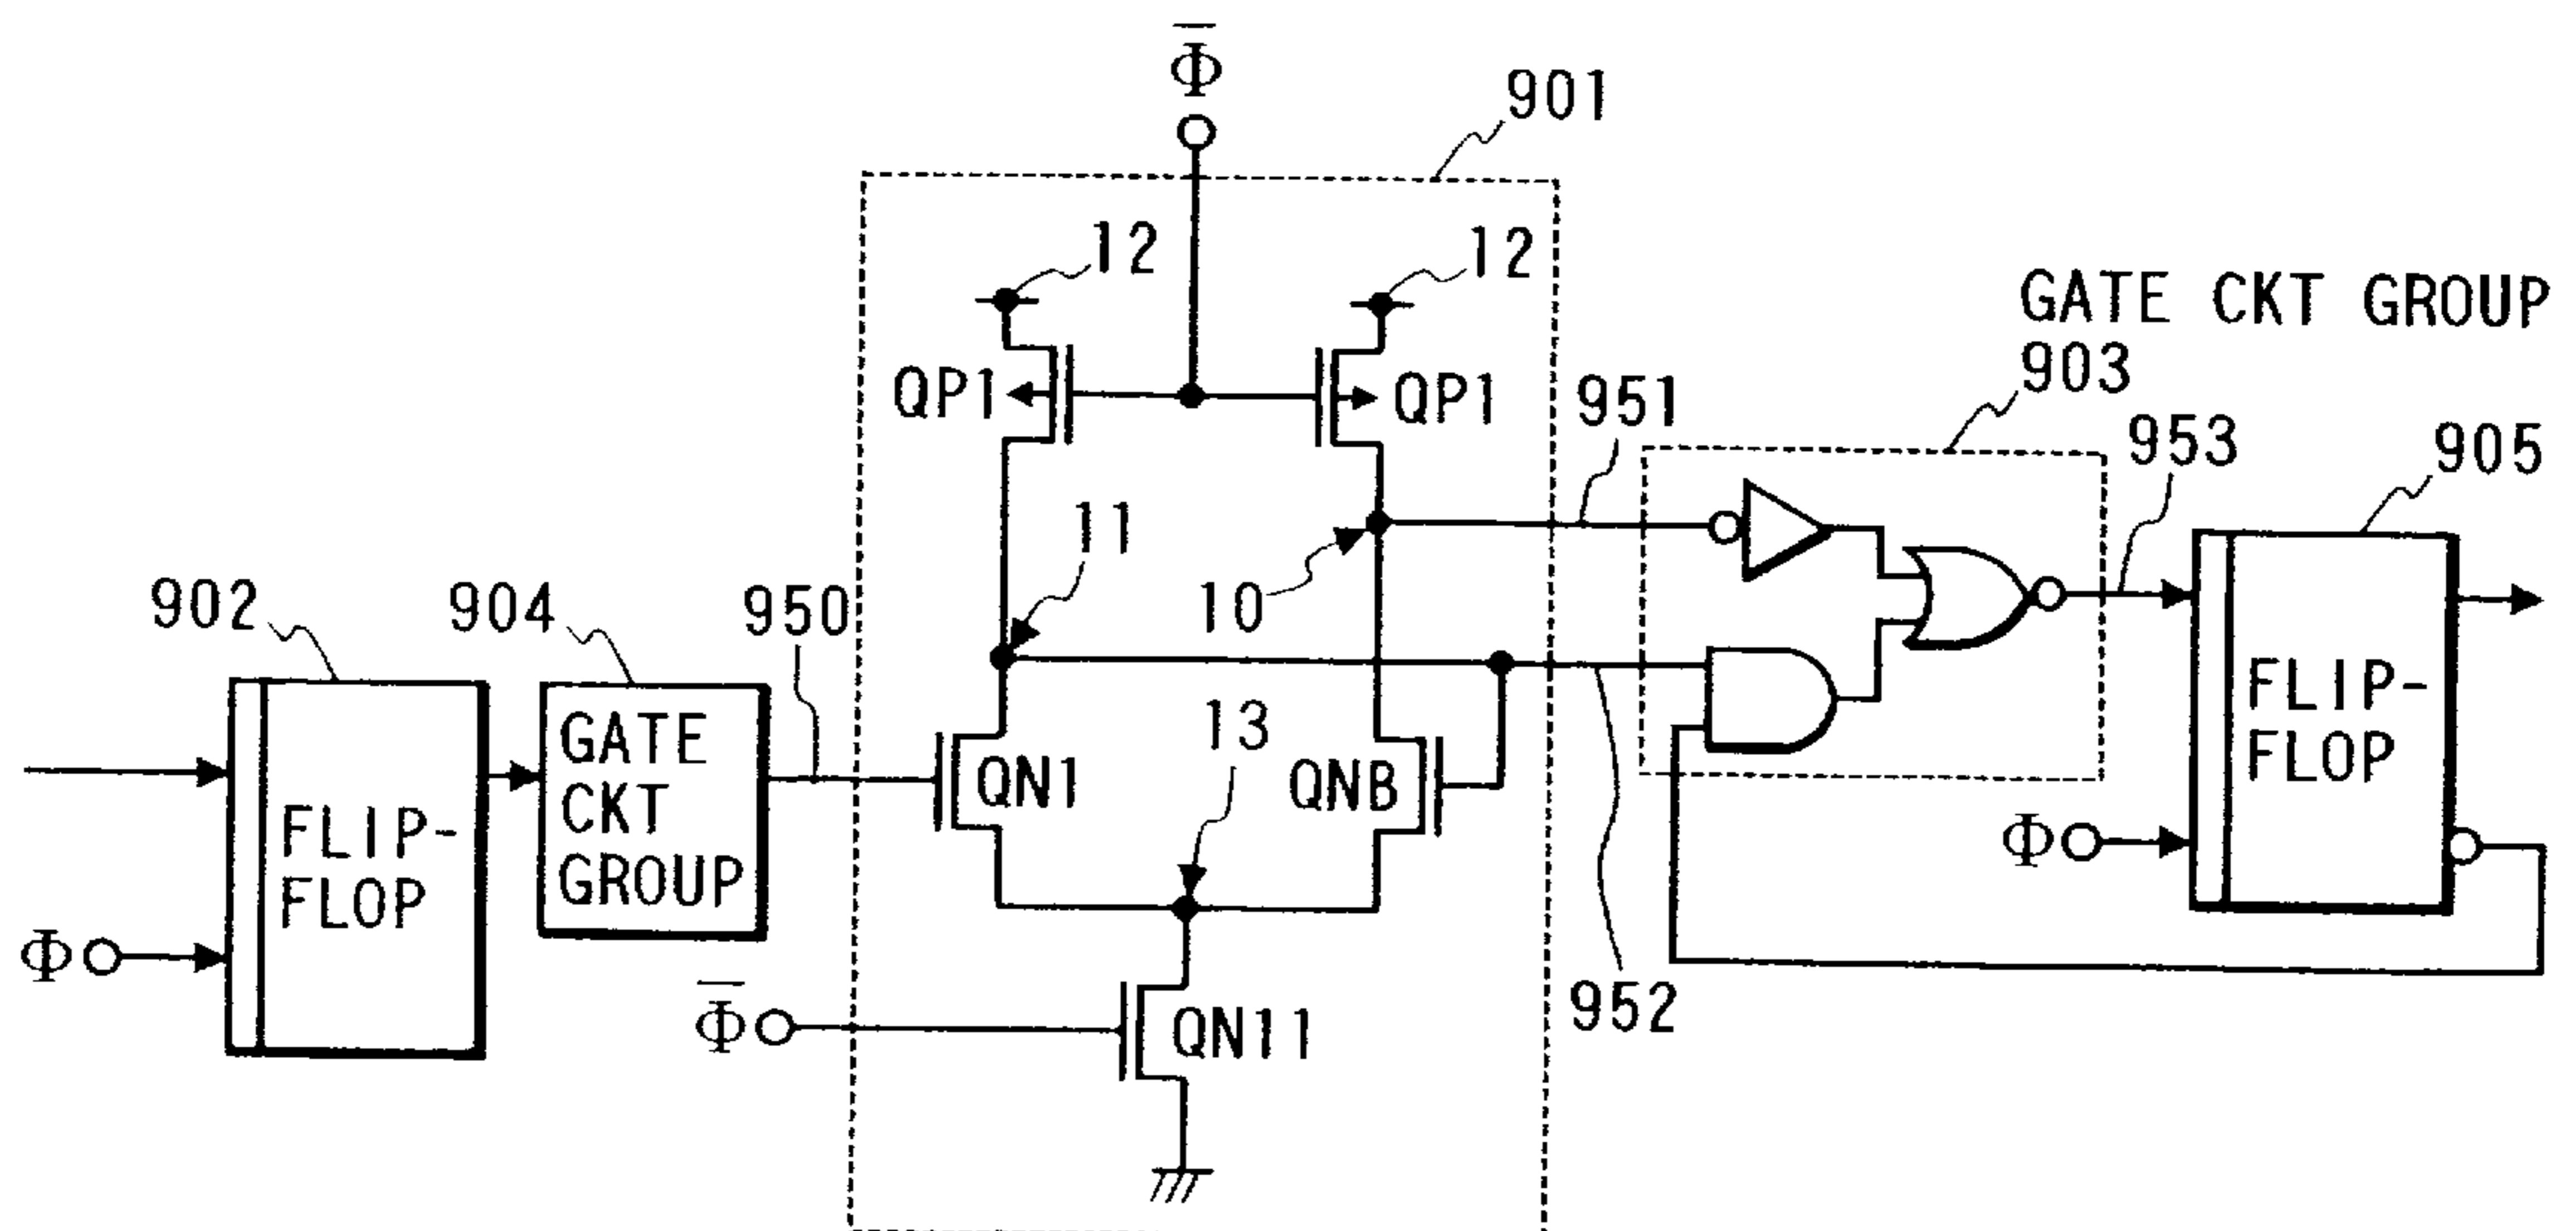 Φ̅
901
12
12
GATE CKT GROUP
903
QP1
QP1
951
953
905
11
10
902
904
950
FLIP-
FLOP
GATE
CKT
GROUP
13
QN1
QNB
FLIP-
FLOP
Φ
Φ
Φ̅
QN11
952